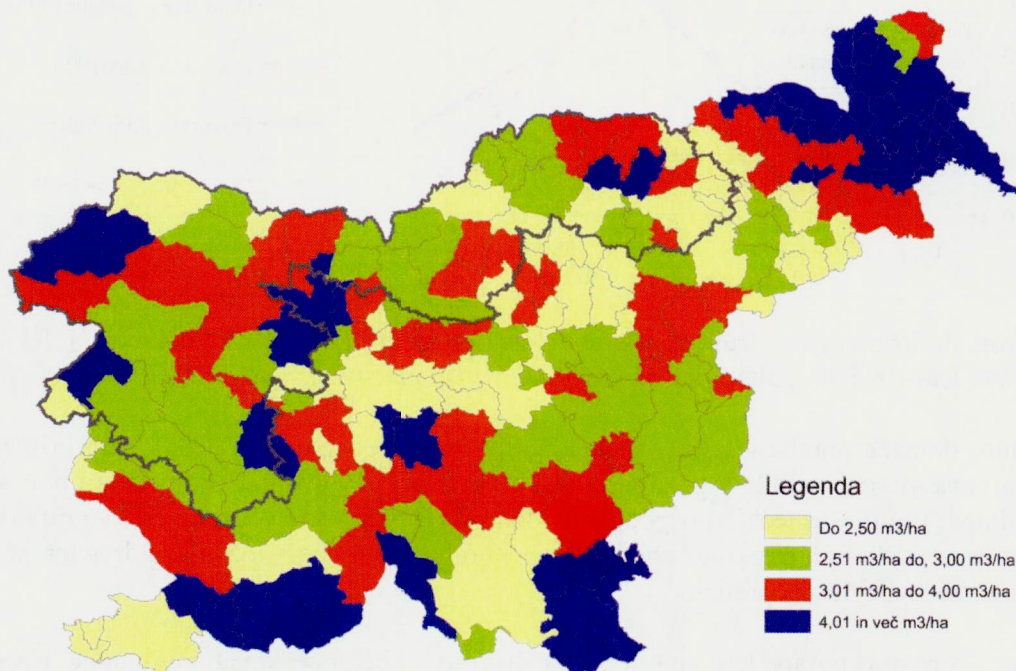 Legenda
Do 2,50 m3/ha
2,51 m3/ha do, 3,00 m3/ha
3,01 m3/ha do 4,00 m3/ha
4,01 in več m3/ha